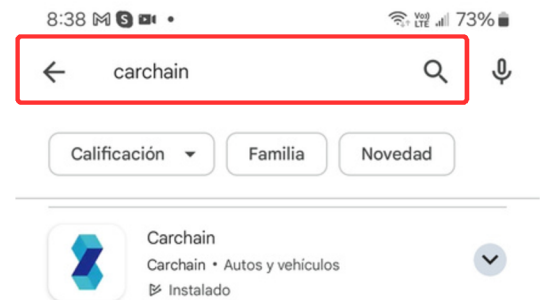 8:38 73%
Vo))
LTE
carchain
Calificación Familia Novedad
Carchain
Carchain • Autos y vehículos
Instalado